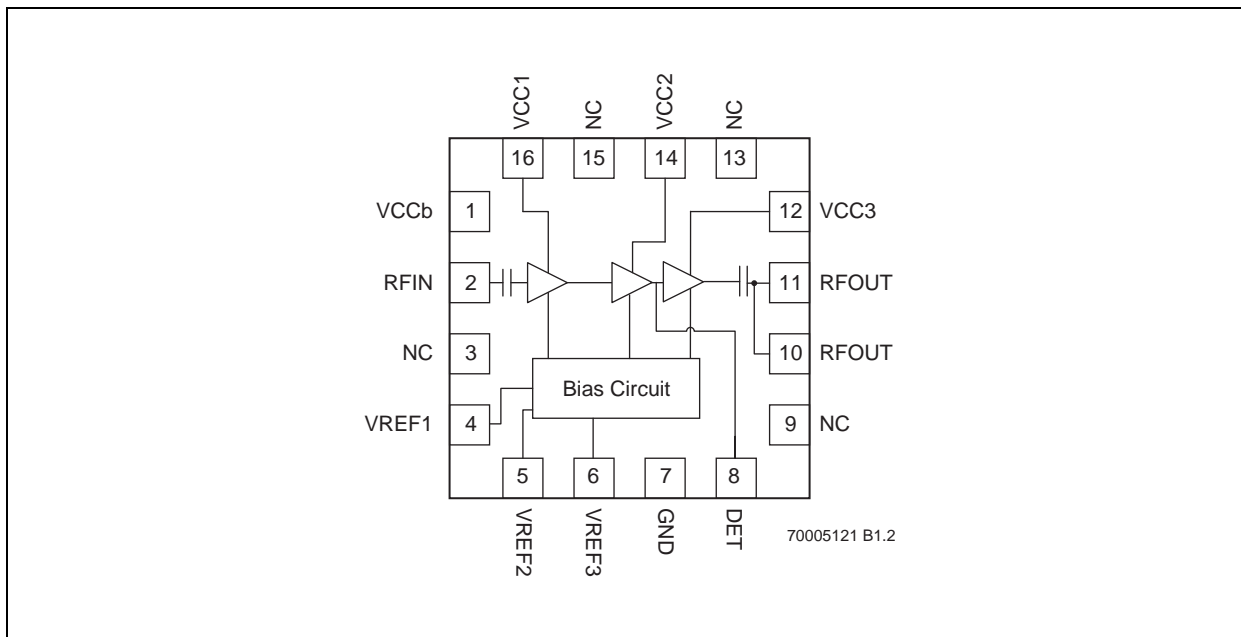 VCC1
NC
VCC2
NC
16
15
14
13
VCCb
1
12
VCC3
RFIN
2
11
RFOUT
NC
3
10
RFOUT
Bias Circuit
VREF1
4
9
NC
5
6
7
8
VREF2
VREF3
GND
DET
70005121 B1.2